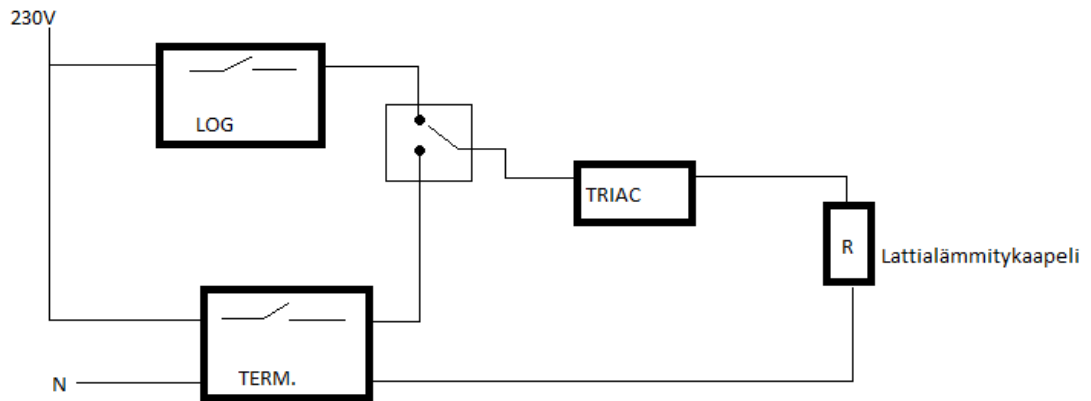 230V
LOG
TRIAC
R
Lattialämmitykaapeli
TERM.
N